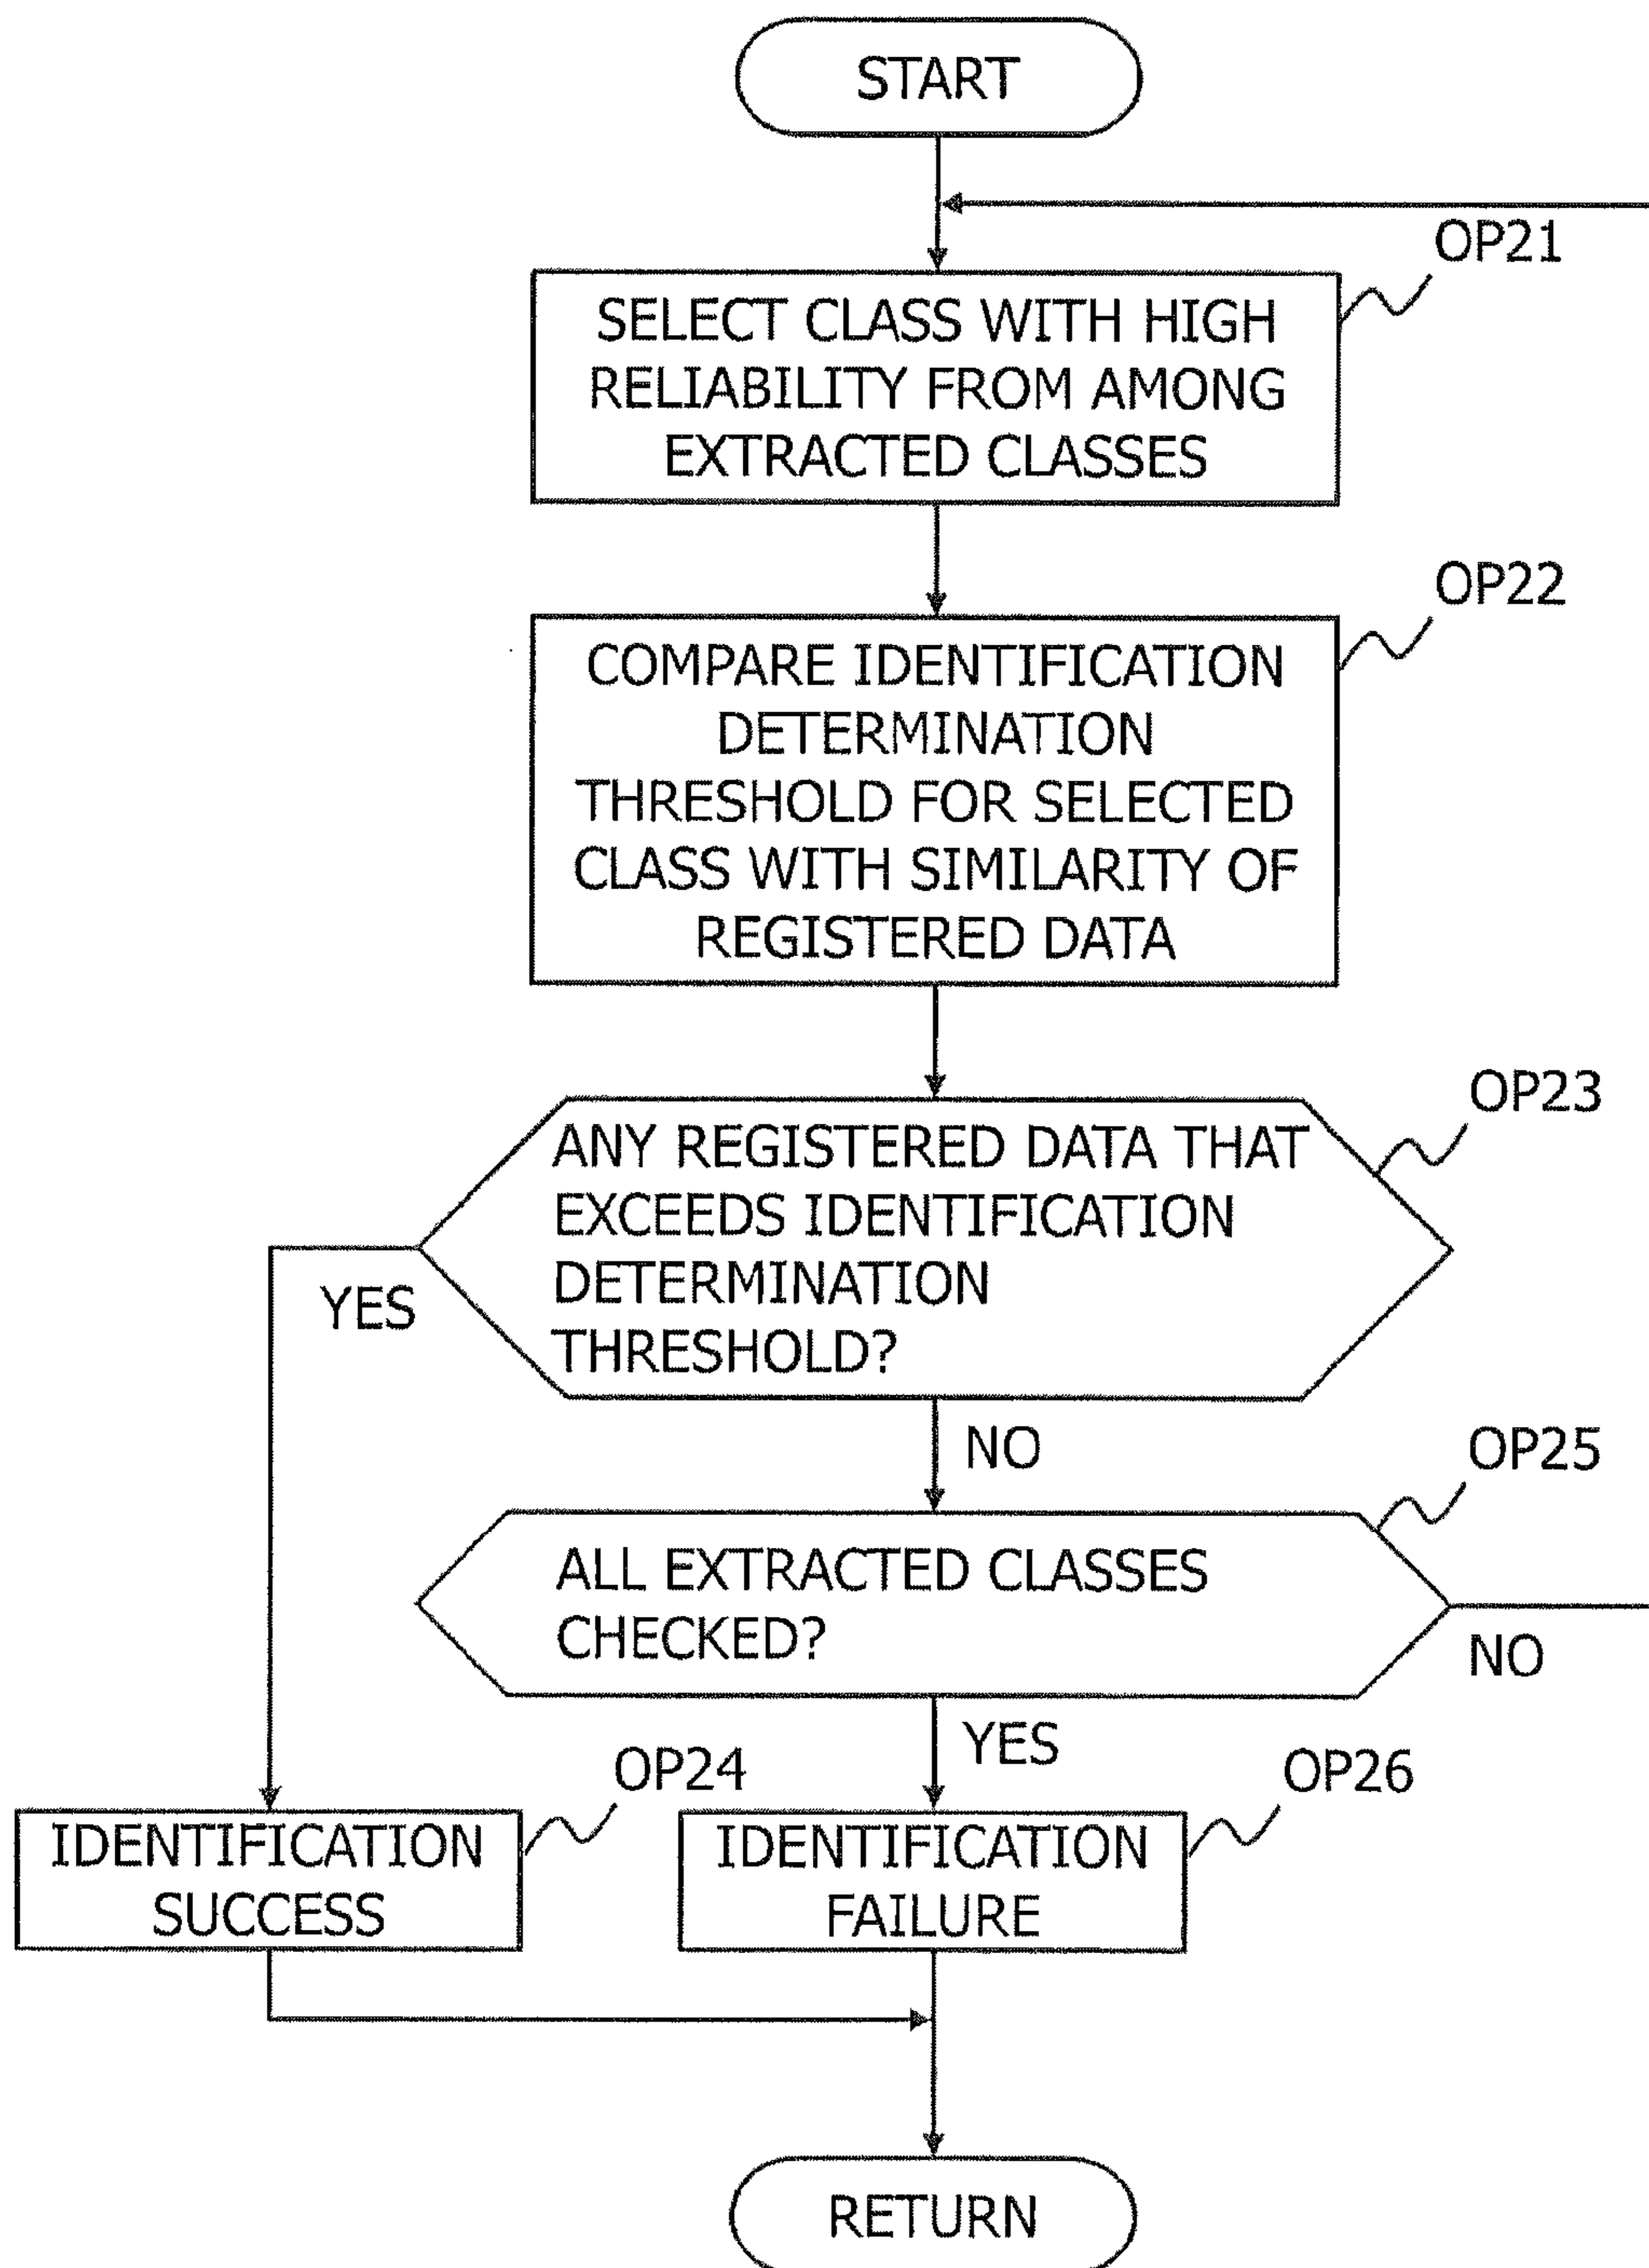 START
OP21
SELECT CLASS WITH HIGH
RELIABILITY FROM AMONG
EXTRACTED CLASSES
OP22
COMPARE IDENTIFICATION
DETERMINATION
THRESHOLD FOR SELECTED
CLASS WITH SIMILARITY OF
REGISTERED DATA
OP23
ANY REGISTERED DATA THAT
EXCEEDS IDENTIFICATION
DETERMINATION
THRESHOLD?
YES
NO
OP25
ALL EXTRACTED CLASSES
CHECKED?
NO
YES
OP24
IDENTIFICATION
SUCCESS
OP26
IDENTIFICATION
FAILURE
RETURN